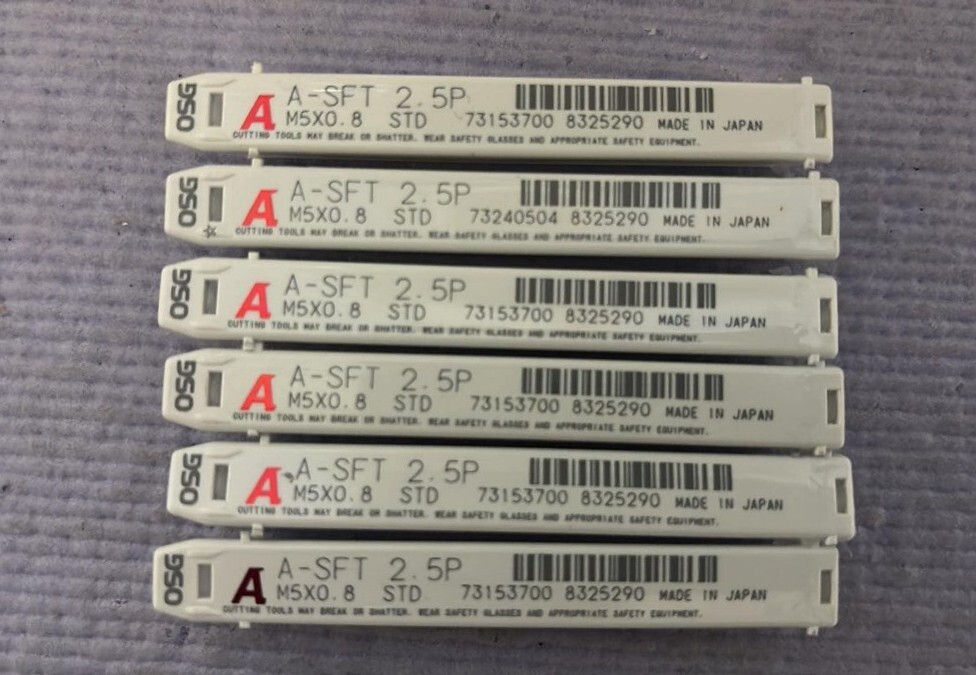 OSG A A-SFT 2.5P
M5X0.8 STD 73153700 8325290 MADE IN JAPAN
CUTTING TOOLS MAY BREAK OR SHATTER. WEAR SAFETY GLASSES AND APPROPRIATE SAFETY EQUIPMENT.
OSG A A-SFT 2.5P
M5X0.8 STD 73240504 8325290 MADE IN JAPAN
CUTTING TOOLS MAY BREAK OR SHATTER. WEAR SAFETY GLASSES AND APPROPRIATE SAFETY EQUIPMENT.
OSG A A-SFT 2.5P
M5X0.8 STD 73153700 8325290 MADE IN JAPAN
CUTTING TOOLS MAY BREAK OR SHATTER. WEAR SAFETY GLASSES AND APPROPRIATE SAFETY EQUIPMENT.
OSG A A-SFT 2.5P
M5X0.8 STD 73153700 8325290 MADE IN JAPAN
CUTTING TOOLS MAY BREAK OR SHATTER. WEAR SAFETY GLASSES AND APPROPRIATE SAFETY EQUIPMENT.
OSG A A-SFT 2.5P
M5X0.8 STD 73153700 8325290 MADE IN JAPAN
CUTTING TOOLS MAY BREAK OR SHATTER. WEAR SAFETY GLASSES AND APPROPRIATE SAFETY EQUIPMENT.
OSG A A-SFT 2.5P
M5X0.8 STD 73153700 8325290 MADE IN JAPAN
CUTTING TOOLS MAY BREAK OR SHATTER. WEAR SAFETY GLASSES AND APPROPRIATE SAFETY EQUIPMENT.